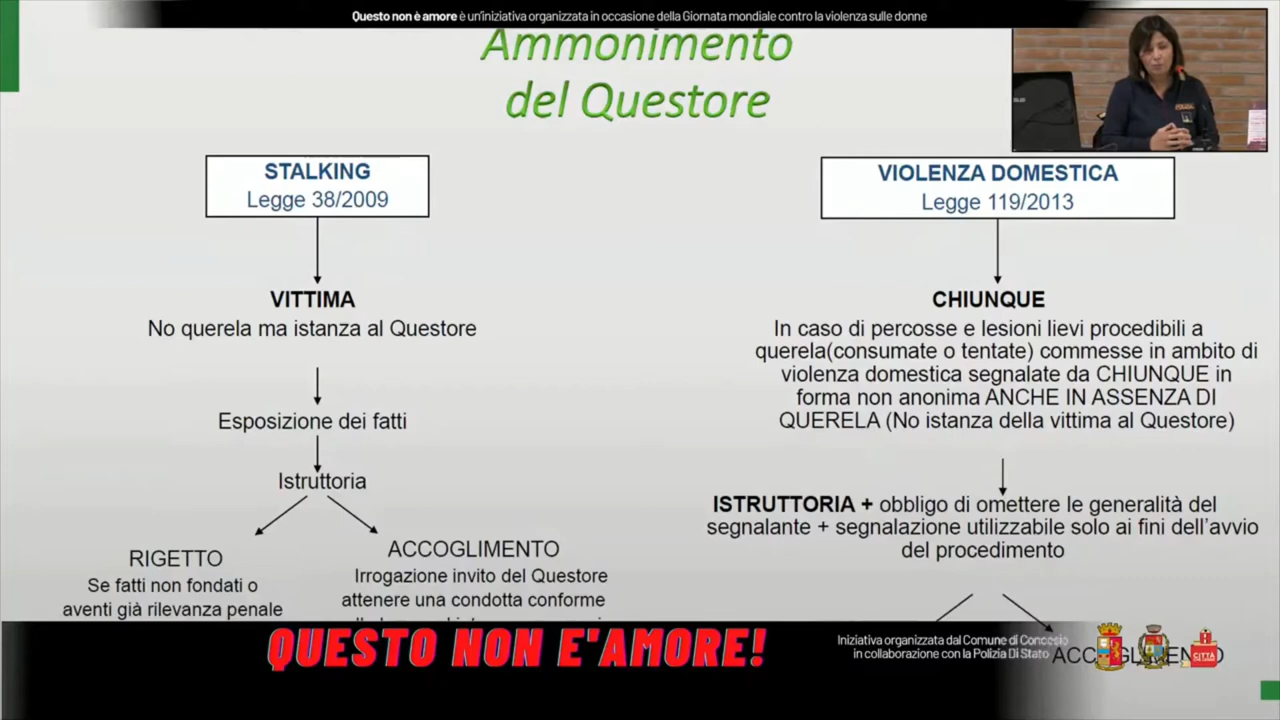 Questo non è amore è un'iniziativa organizzata in occasione della Giornata mondiale contro la violenza sulle donne
Ammonimento
del Questore
STALKING
Legge 38/2009
VITTIMA
No querela ma istanza al Questore
Esposizione dei fatti
Istruttoria
RIGETTO
Se fatti non fondati o
aventi già rilevanza penale
ACCOGLIMENTO
Irrogazione invito del Questore
attenere una condotta conforme
VIOLENZA DOMESTICA
Legge 119/2013
CHIUNQUE
In caso di percosse e lesioni lievi procedibili a
querela(consumate o tentate) commesse in ambito di
violenza domestica segnalate da CHIUNQUE in
forma non anonima ANCHE IN ASSENZA DI
QUERELA (No istanza della vittima al Questore)
ISTRUTTORIA + obbligo di omettere le generalità del
segnalante + segnalazione utilizzabile solo ai fini dell'avvio
del procedimento
ACCOGLIMENTO
QUESTO NON E'AMORE!
Iniziativa organizzata dal Comune di Concesio
in collaborazione con la Polizia Di Stato
CITTÀ